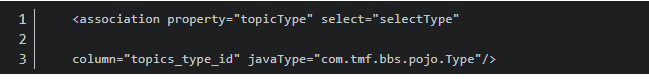 1 <association property="topicType" select="selectType"
2
3 column="topics_type_id" javaType="com.tmf.bbs.pojo.Type"/>